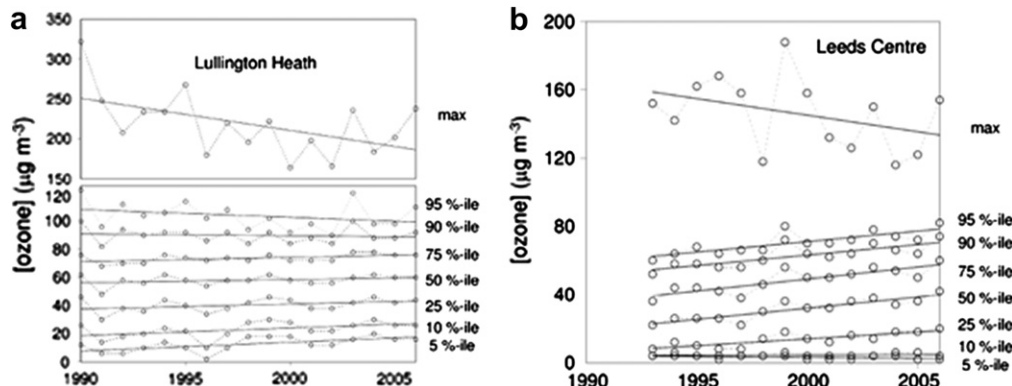 a
Lullington Heath
[ozone] (µg m-3)
350
300
250
200
150
max
[ozone] (µg m-3)
120
100
80
60
40
20
0
95 %-ile
90 %-ile
75 %-ile
50 %-ile
25 %-ile
10 %-ile
5 %-ile
1990
1995
2000
2005
b
Leeds Centre
[ozone] (µg m-3)
200
160
120
80
40
0
max
95 %-ile
90 %-ile
75 %-ile
50 %-ile
25 %-ile
10 %-ile
5 %-ile
1990
1995
2000
2005